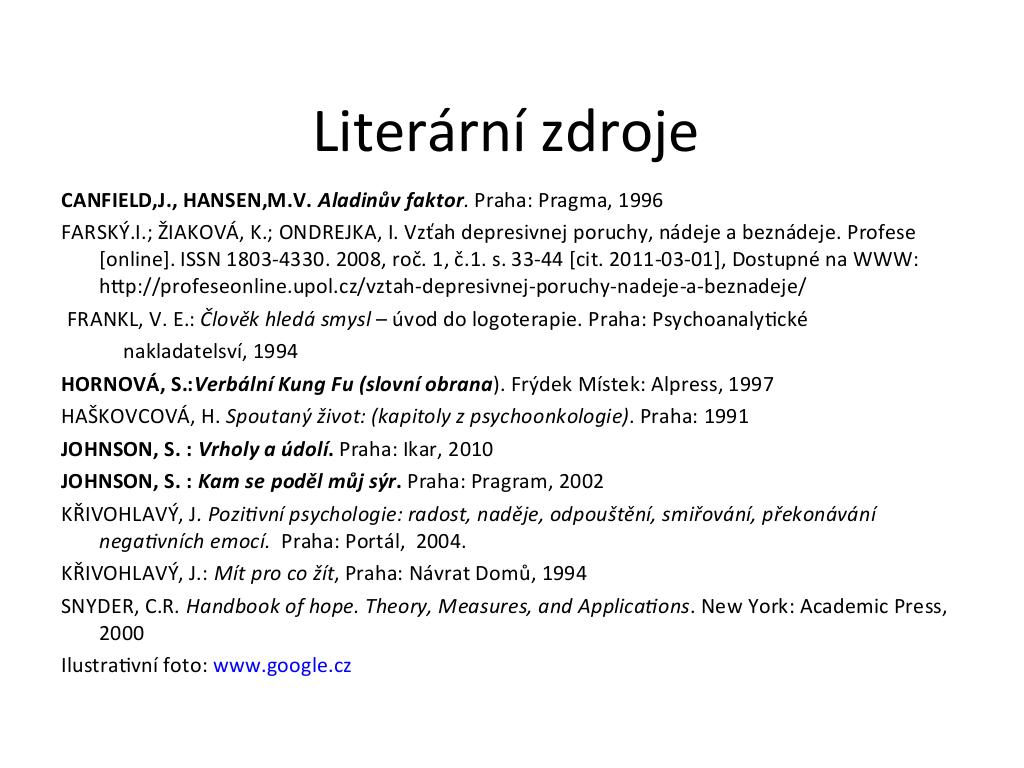 Literární zdroje
CANFIELD,J., HANSEN,M.V. Aladinův faktor. Praha: Pragma, 1996
FARSKÝ.I.; ŽIAKOVÁ, K.; ONDREJKA, I. Vzťah depresivnej poruchy, nádeje a beznádeje. Profese
[online]. ISSN 1803-4330. 2008, roč. 1, č.1. s. 33-44 [cit. 2011-03-01], Dostupné na WWW:
http://profeseonline.upol.cz/vztah-depresivnej-poruchy-nadeje-a-beznadeje/
FRANKL, V. E.: Člověk hledá smysl – úvod do logoterapie. Praha: Psychoanalytické
nakladatelsví, 1994
HORNOVÁ, S.:Verbální Kung Fu (slovní obrana). Frýdek Místek: Alpress, 1997
HAŠKOVCOVÁ, H. Spoutaný život: (kapitoly z psychoonkologie). Praha: 1991
JOHNSON, S. : Vrholy a údolí. Praha: Ikar, 2010
JOHNSON, S. : Kam se poděl můj sýr. Praha: Pragram, 2002
KŘIVOHLAVÝ, J. Pozitivní psychologie: radost, naděje, odpouštění, smiřování, překonávání
negativních emocí. Praha: Portál, 2004.
KŘIVOHLAVÝ, J.: Mít pro co žít, Praha: Návrat Domů, 1994
SNYDER, C.R. Handbook of hope. Theory, Measures, and Applications. New York: Academic Press,
2000
Ilustrativní foto: www.google.cz